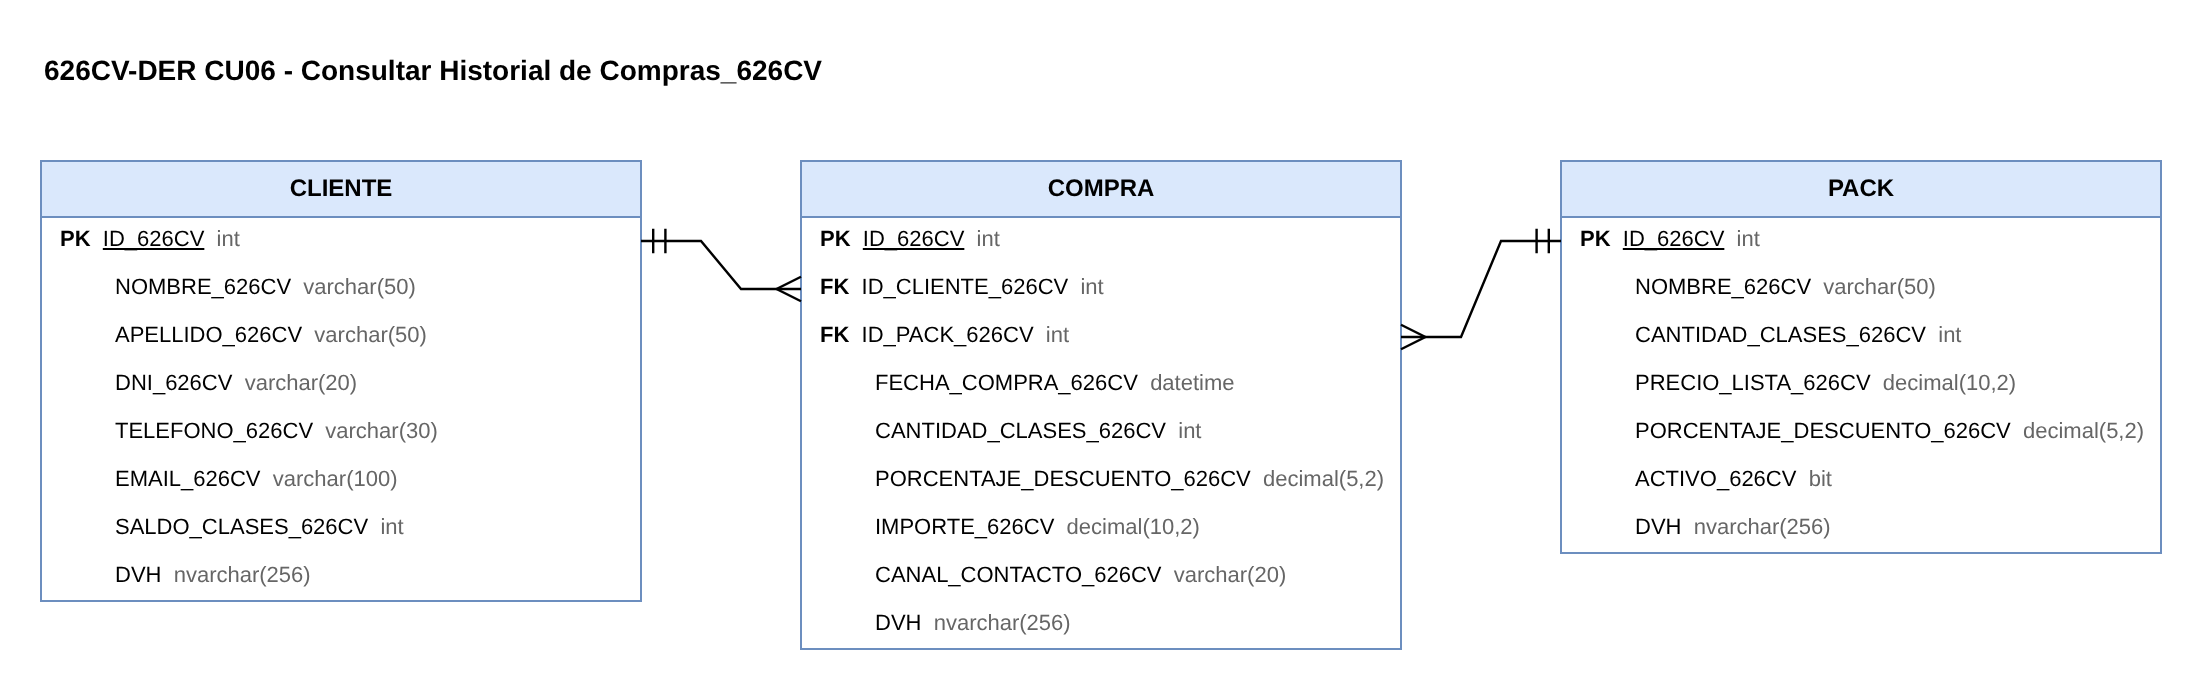 626CV-DER CU06 - Consultar Historial de Compras_626CV
CLIENTE
PK ID_626CV int
NOMBRE_626CV varchar(50)
APELLIDO_626CV varchar(50)
DNI_626CV varchar(20)
TELEFONO_626CV varchar(30)
EMAIL_626CV varchar(100)
SALDO_CLASES_626CV int
DVH nvarchar(256)
COMPRA
PK ID_626CV int
FK ID_CLIENTE_626CV int
FK ID_PACK_626CV int
FECHA_COMPRA_626CV datetime
CANTIDAD_CLASES_626CV int
PORCENTAJE_DESCUENTO_626CV decimal(5,2)
IMPORTE_626CV decimal(10,2)
CANAL_CONTACTO_626CV varchar(20)
DVH nvarchar(256)
PACK
PK ID_626CV int
NOMBRE_626CV varchar(50)
CANTIDAD_CLASES_626CV int
PRECIO_LISTA_626CV decimal(10,2)
PORCENTAJE_DESCUENTO_626CV decimal(5,2)
ACTIVO_626CV bit
DVH nvarchar(256)